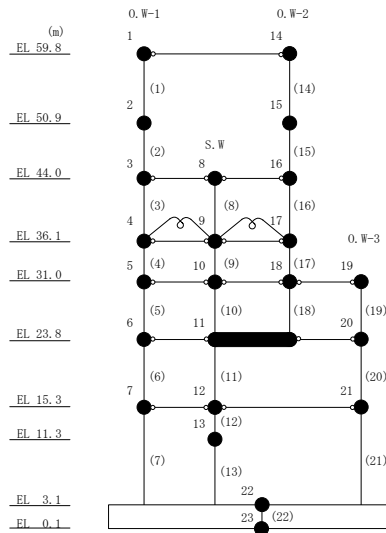 O.W-1 O.W-2
(m)
1 14
EL 59.8
(1) (14)
2 15
EL 50.9
(2) (15)
S.W
3 8 16
EL 44.0
(3) (8) (16)
4 9 17
EL 36.1
O.W-3
(4) (9) (17)
5 10 18 19
EL 31.0
(5) (10) (18) (19)
6 11 20
EL 23.8
(6) (11) (20)
7 12 21
EL 15.3
(12)
13
EL 11.3
(7) (13) (21)
22
EL 3.1
23 (22)
EL 0.1